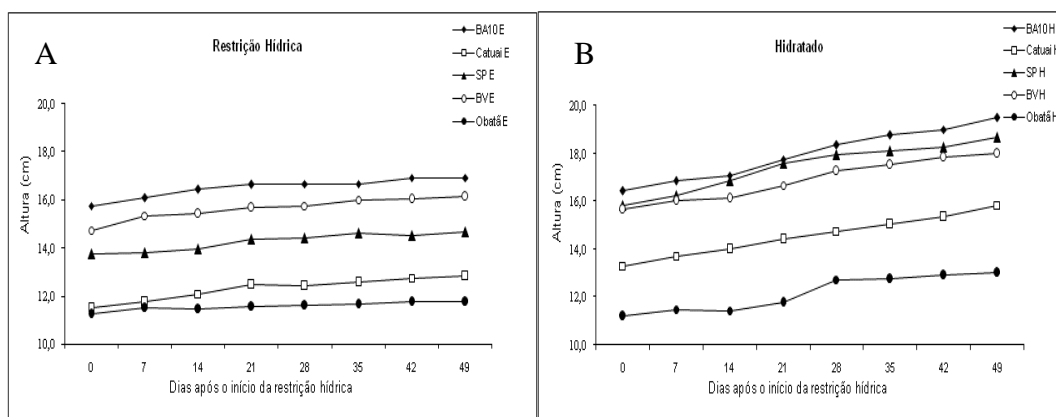 A
Restrição Hídrica
BA10 E
Catuai E
SP E
BV E
Obatã E
Altura (cm)
20,0
18,0
16,0
14,0
12,0
10,0
0 7 14 21 28 35 42 49
Dias após o início da restrição hídrica
B
Hidratado
BA10 H
Catuai H
SP H
BV H
Obatã H
Altura (cm)
20,0
18,0
16,0
14,0
12,0
10,0
0 7 14 21 28 35 42 49
Dias após o início da restrição hídrica